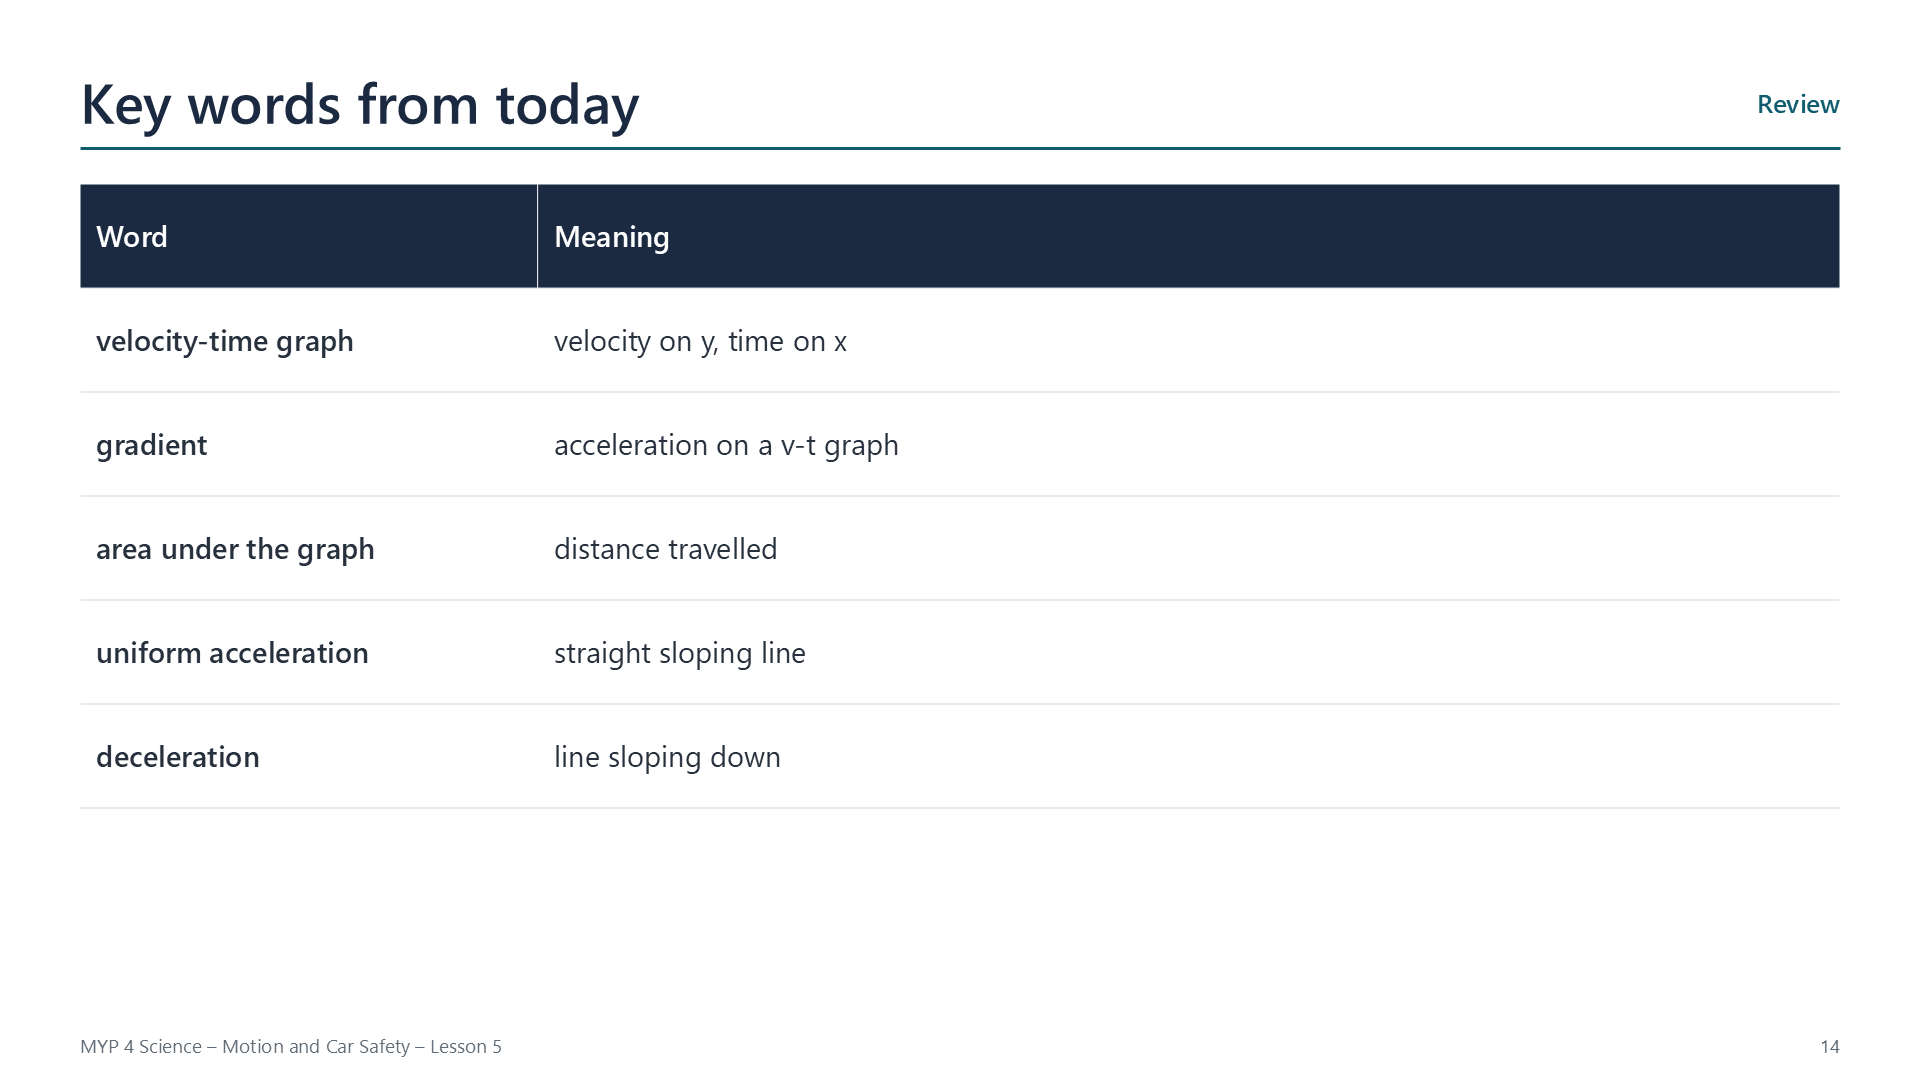 Key words from today
Review
Word Meaning
velocity-time graph velocity on y, time on x
gradient acceleration on a v-t graph
area under the graph distance travelled
uniform acceleration straight sloping line
deceleration line sloping down
MYP 4 Science – Motion and Car Safety – Lesson 5
14